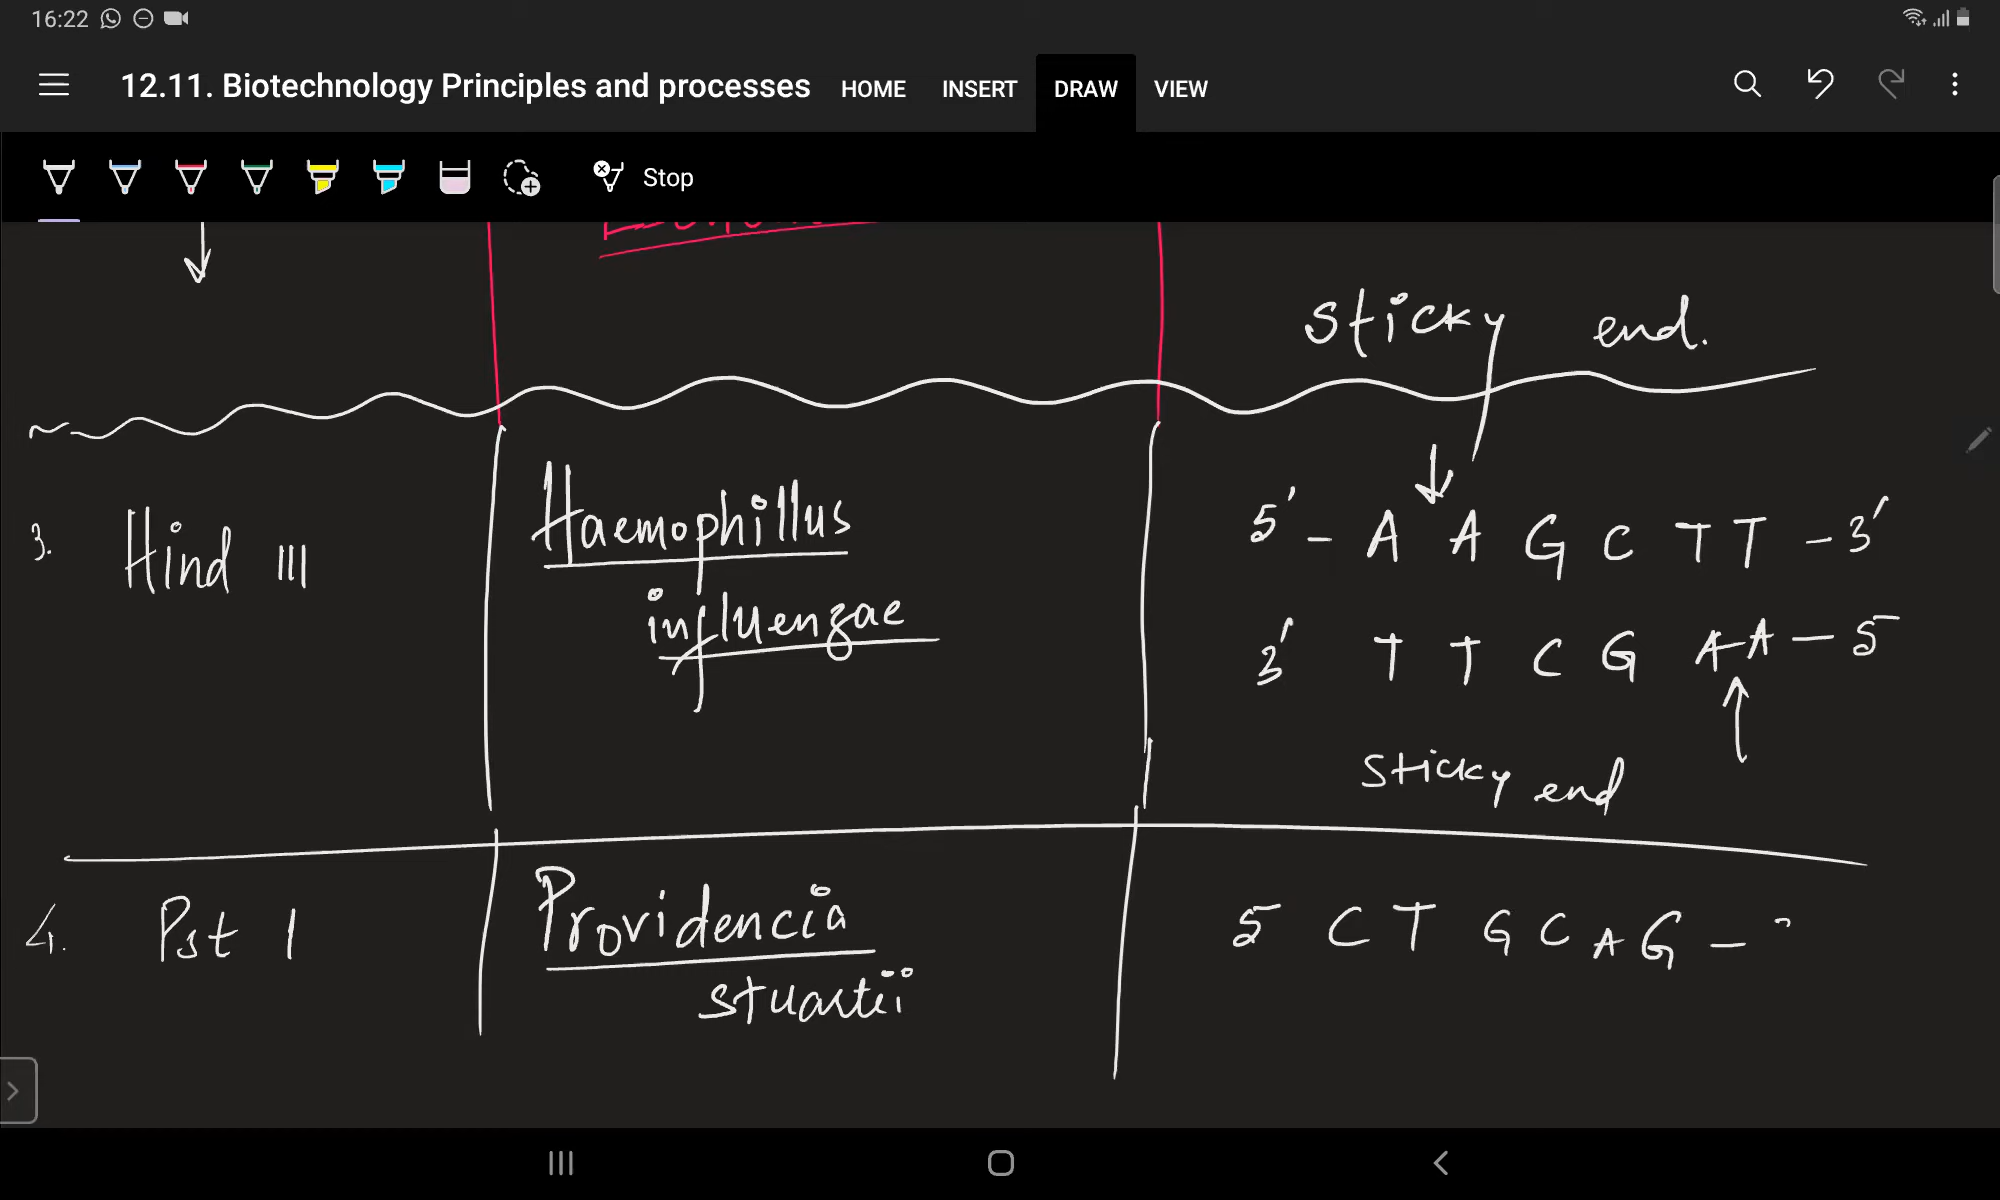 16:22
12.11. Biotechnology Principles and processes HOME INSERT DRAW VIEW
Stop
sticky end.
3. Hind III
Haemophillus
influenzae
5' - A A G C T T - 3'
3' T T C G A A - 5
sticky end
4. Pst I
Providencia
stuartii
5 C T G C A G -